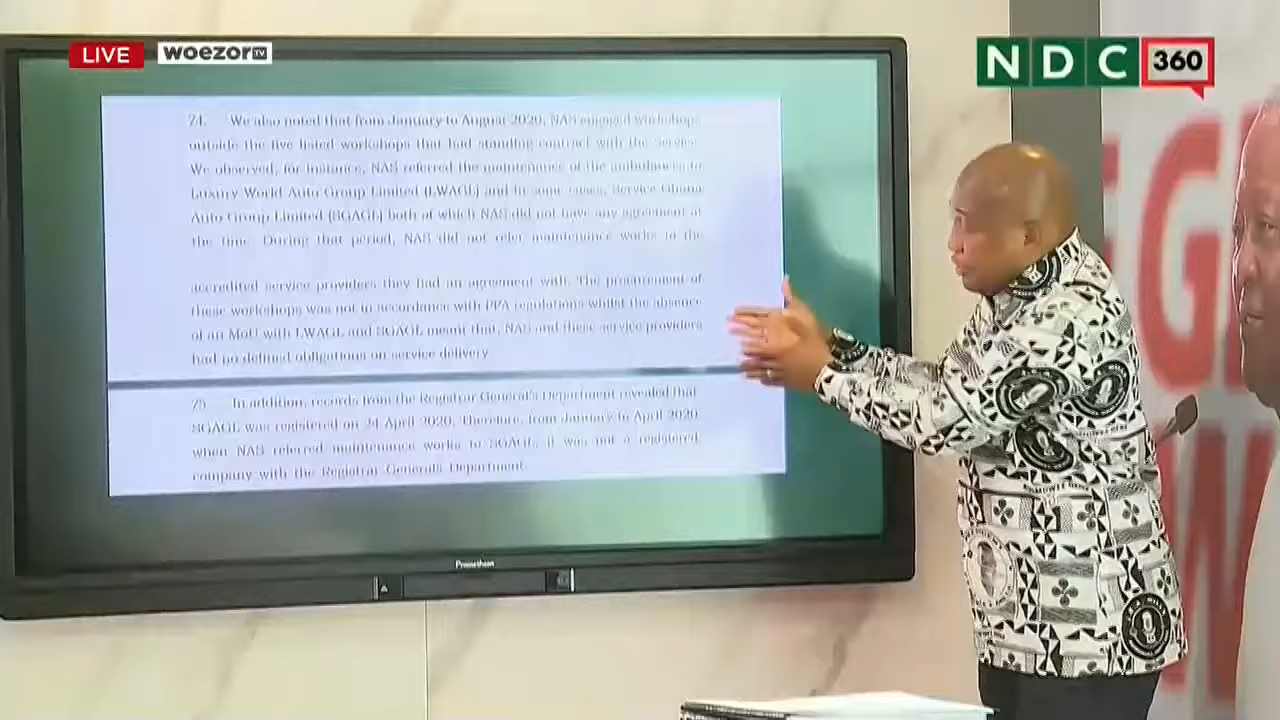 LIVE
woezor TV
NDC 360
74. We also noted that from January to August 2020, NAS engaged workshops
outside the five listed workshops that had standing contract with the Service.
We observed, for instance, NAS referred the maintenance of the ambulances to
Luxury World Auto Group Limited (LWAGL) and in some cases, Service Ghana
Auto Group Limited (SGAGL) both of which NAS did not have any agreement at
the time. During that period, NAS did not refer maintenance works to the
accredited service providers they had an agreement with. The procurement of
these workshops was not in accordance with PPA regulations whilst the absence
of an MoU with LWAGL and SGAGL meant that, NAS and these service providers
had no defined obligations on service delivery
75 In addition, records from the Registrar General's Department revealed that
SGAGL was registered on 24 April 2020. Therefore, from January to April 2020
when NAS referred maintenance works to SGAGL, it was not a registered
company with the Registrar General's Department.
Promethean